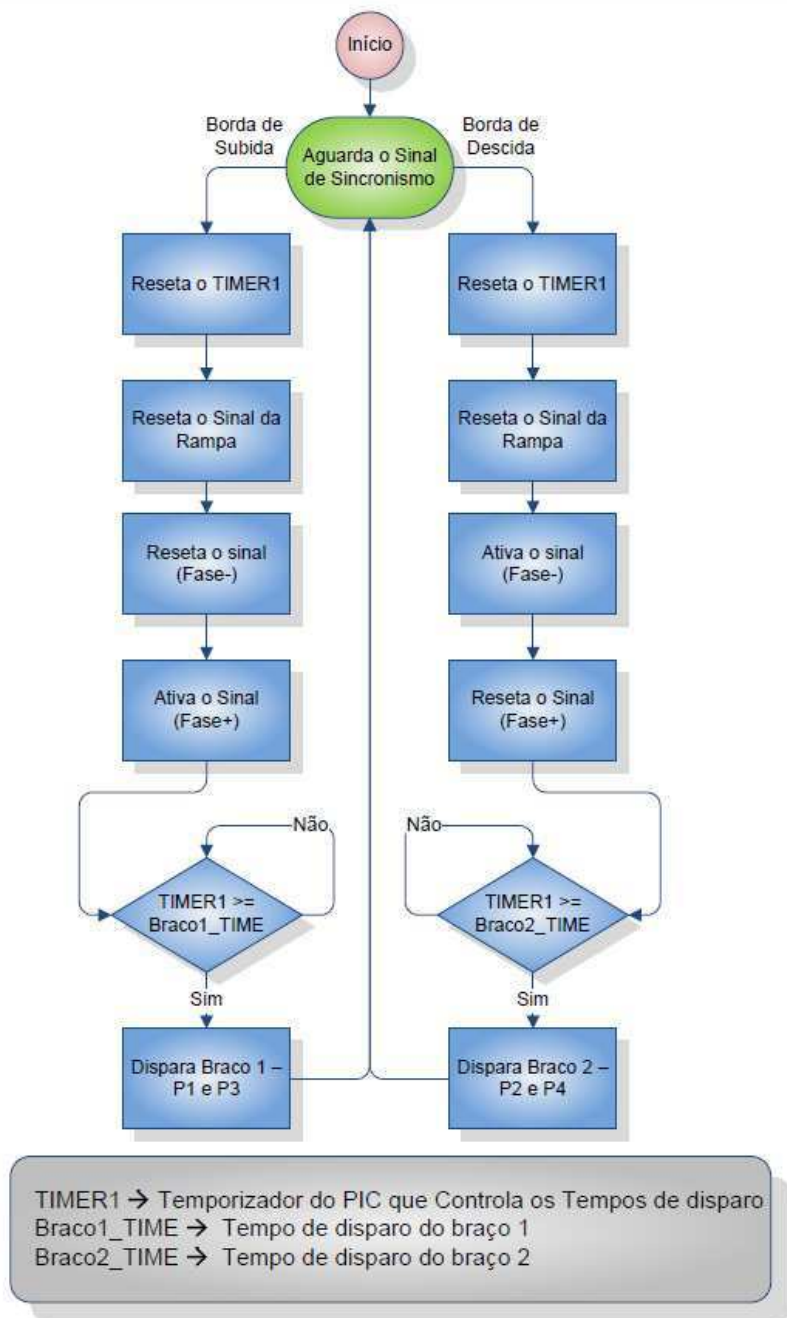 Início
Borda de
Subida
Aguarda o Sinal
de Sincronismo
Borda de
Descida
Reseta o TIMER1
Reseta o Sinal da
Rampa
Reseta o sinal
(Fase-)
Ativa o Sinal
(Fase+)
Não
TIMER1 >=
Braco1_TIME
Sim
Dispara Braco 1 –
P1 e P3
Reseta o TIMER1
Reseta o Sinal da
Rampa
Ativa o sinal
(Fase-)
Reseta o Sinal
(Fase+)
Não
TIMER1 >=
Braco2_TIME
Sim
Dispara Braco 2 –
P2 e P4
TIMER1 → Temporizador do PIC que Controla os Tempos de disparo
Braco1_TIME → Tempo de disparo do braço 1
Braco2_TIME → Tempo de disparo do braço 2